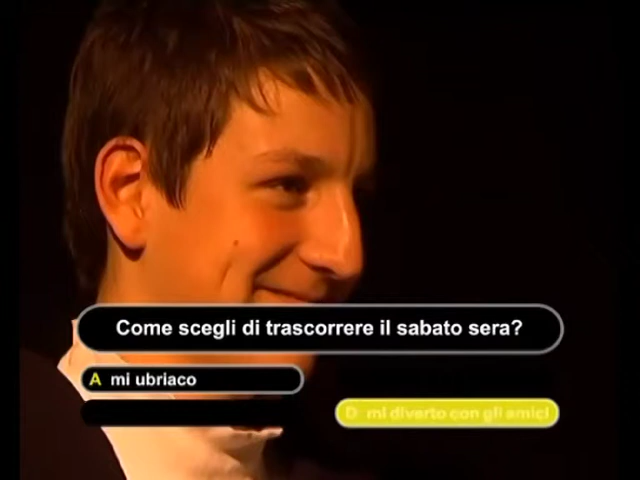 Come scegli di trascorrere il sabato sera?
A mi ubriaco
D mi diverto con gli amici